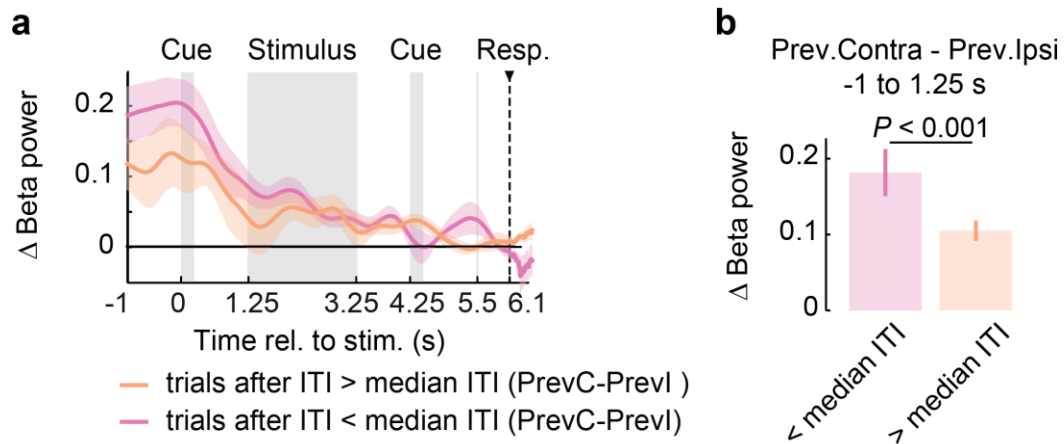 a
Cue Stimulus Cue Resp.
Δ Beta power
0.2
0.1
0
-1 0 1.25 3.25 4.25 5.5 6.1
Time rel. to stim. (s)
trials after ITI > median ITI (PrevC-PrevI )
trials after ITI < median ITI (PrevC-PrevI)
b
Prev.Contra - Prev.Ipsi
-1 to 1.25 s
P < 0.001
Δ Beta power
0.2
0.1
0
< median ITI
> median ITI